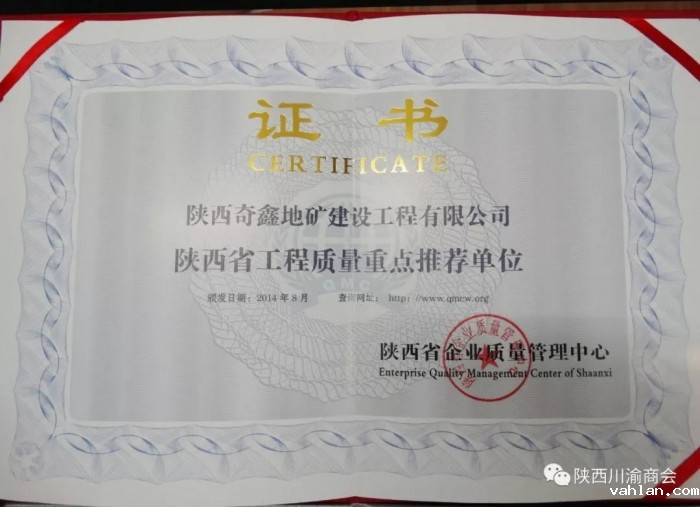 证书
CERTIFICATE
陕西奇鑫地矿建设工程有限公司
陕西省工程质量重点推荐单位
QMC
颁发日期：2014年8月 查询网址： http://www.qmcw.org
陕西省企业质量管理中心
Enterprise Quality Management Center of Shaanxi
陕西川渝商会
vahlan.com